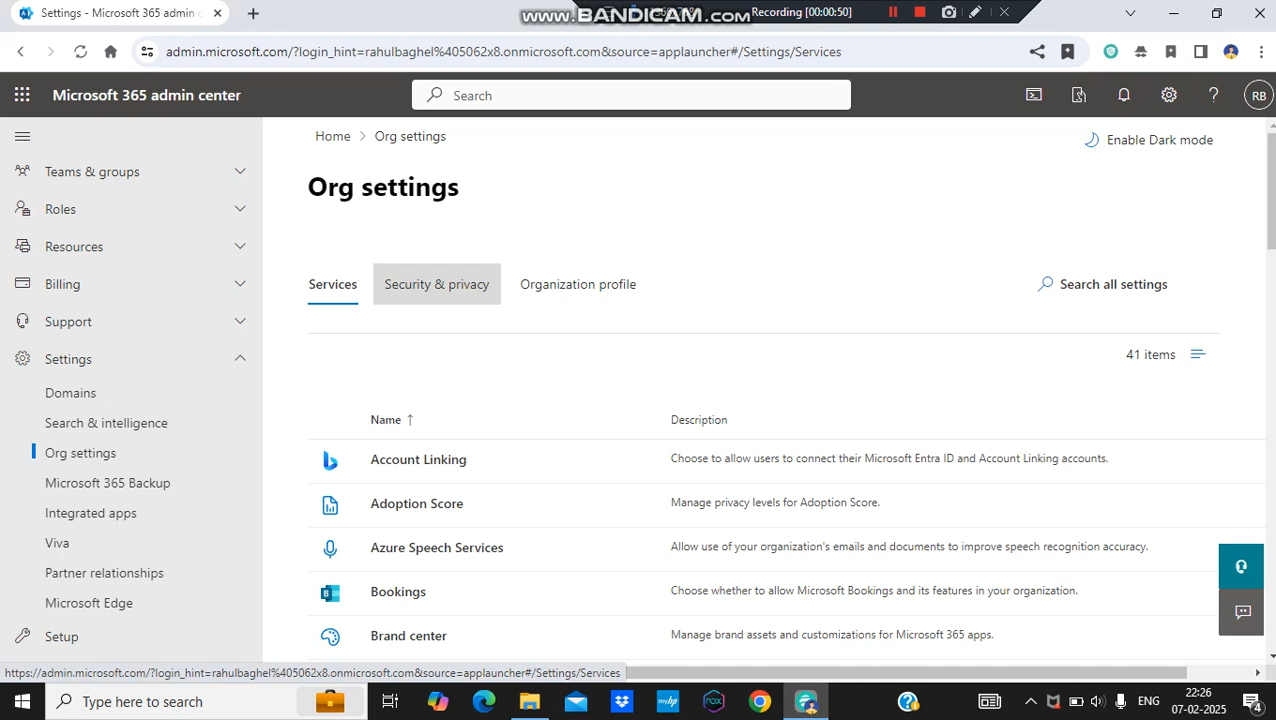 Settings - Microsoft 365 admin cen
www.BANDICAM.com
Recording [00:00:50]
admin.microsoft.com/?login_hint=rahulbaghel%405062x8.onmicrosoft.com&source=applauncher#/Settings/Services
Microsoft 365 admin center
Search
RB
Home > Org settings
Enable Dark mode
Org settings
Services
Security & privacy
Organization profile
Search all settings
41 items
Teams & groups
Roles
Resources
Billing
Support
Settings
Domains
Search & intelligence
Org settings
Microsoft 365 Backup
Integrated apps
Viva
Partner relationships
Microsoft Edge
Setup
Name ↑ Description
Account Linking Choose to allow users to connect their Microsoft Entra ID and Account Linking accounts.
Adoption Score Manage privacy levels for Adoption Score.
Azure Speech Services Allow use of your organization's emails and documents to improve speech recognition accuracy.
Bookings Choose whether to allow Microsoft Bookings and its features in your organization.
Brand center Manage brand assets and customizations for Microsoft 365 apps.
https://admin.microsoft.com/?login_hint=rahulbaghel%405062x8.onmicrosoft.com&source=applauncher#/Settings/Services
Type here to search
ENG
22:26
07-02-2025
4